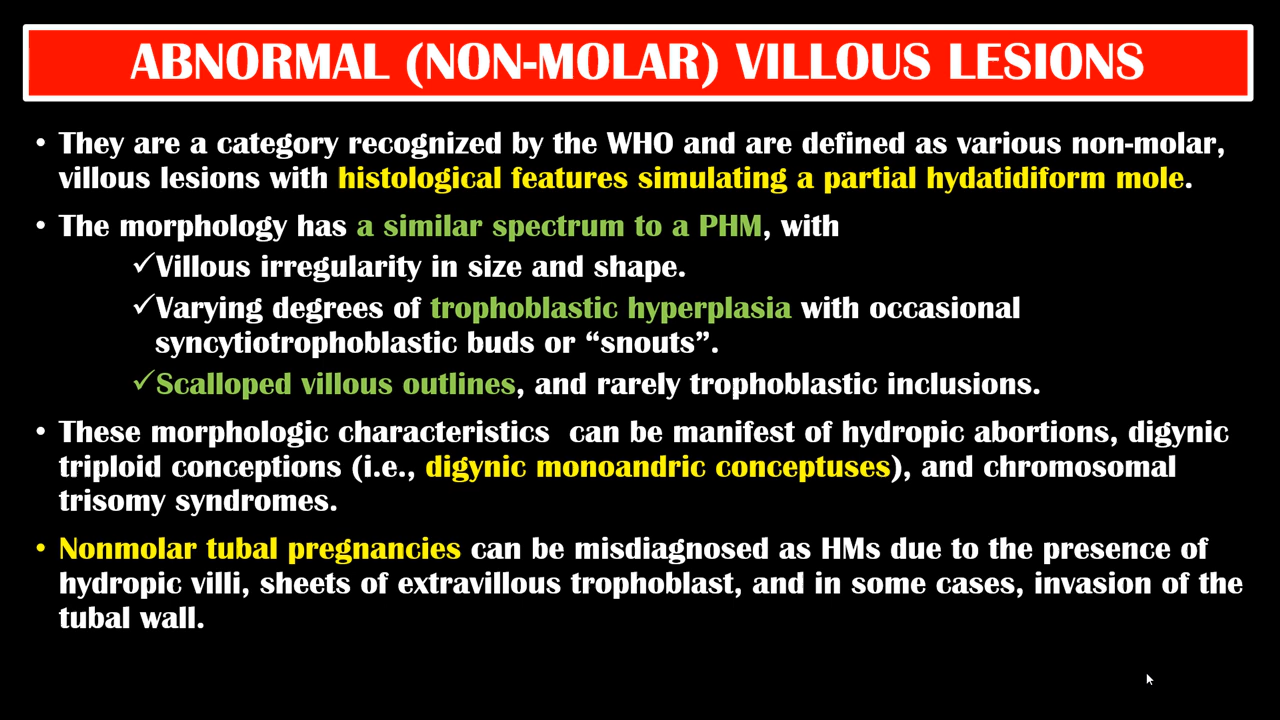 ABNORMAL (NON-MOLAR) VILLOUS LESIONS
• They are a category recognized by the WHO and are defined as various non-molar,
villous lesions with histological features simulating a partial hydatidiform mole.
• The morphology has a similar spectrum to a PHM, with
✓Villous irregularity in size and shape.
✓Varying degrees of trophoblastic hyperplasia with occasional
syncytiotrophoblastic buds or “snouts”.
✓Scalloped villous outlines, and rarely trophoblastic inclusions.
• These morphologic characteristics  can be manifest of hydropic abortions, digynic
triploid conceptions (i.e., digynic monoandric conceptuses), and chromosomal
trisomy syndromes.
• Nonmolar tubal pregnancies can be misdiagnosed as HMs due to the presence of
hydropic villi, sheets of extravillous trophoblast, and in some cases, invasion of the
tubal wall.